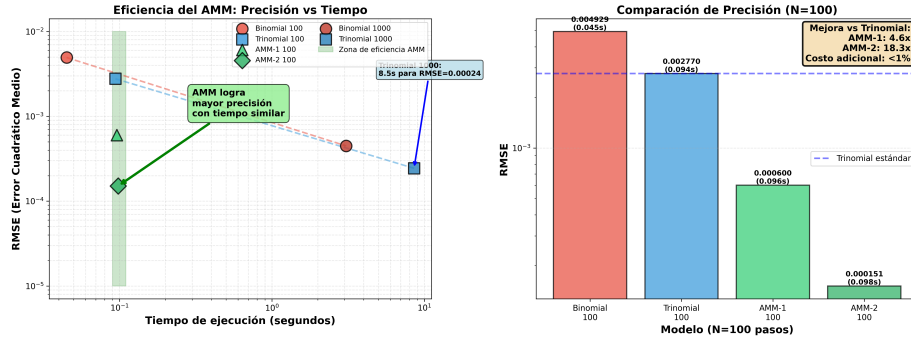 Eficiencia del AMM: Precisión vs Tiempo
RMSE (Error Cuadrático Medio)
10⁻²
10⁻³
10⁻⁴
10⁻⁵
Binomial 100
Trinomial 100
AMM-1 100
AMM-2 100
Binomial 1000
Trinomial 1000
Zona de eficiencia AMM
Trinomial 1000:
8.5s para RMSE=0.00024
AMM logra
mayor precisión
con tiempo similar
10⁻¹
10⁰
10¹
Tiempo de ejecución (segundos)
Comparación de Precisión (N=100)
RMSE
10⁻³
0.004929
(0.045s)
0.002770
(0.094s)
0.000600
(0.096s)
0.000151
(0.098s)
Mejora vs Trinomial:
AMM-1: 4.6x
AMM-2: 18.3x
Costo adicional: <1%
Trinomial estándar
Binomial
100
Trinomial
100
AMM-1
100
AMM-2
100
Modelo (N=100 pasos)